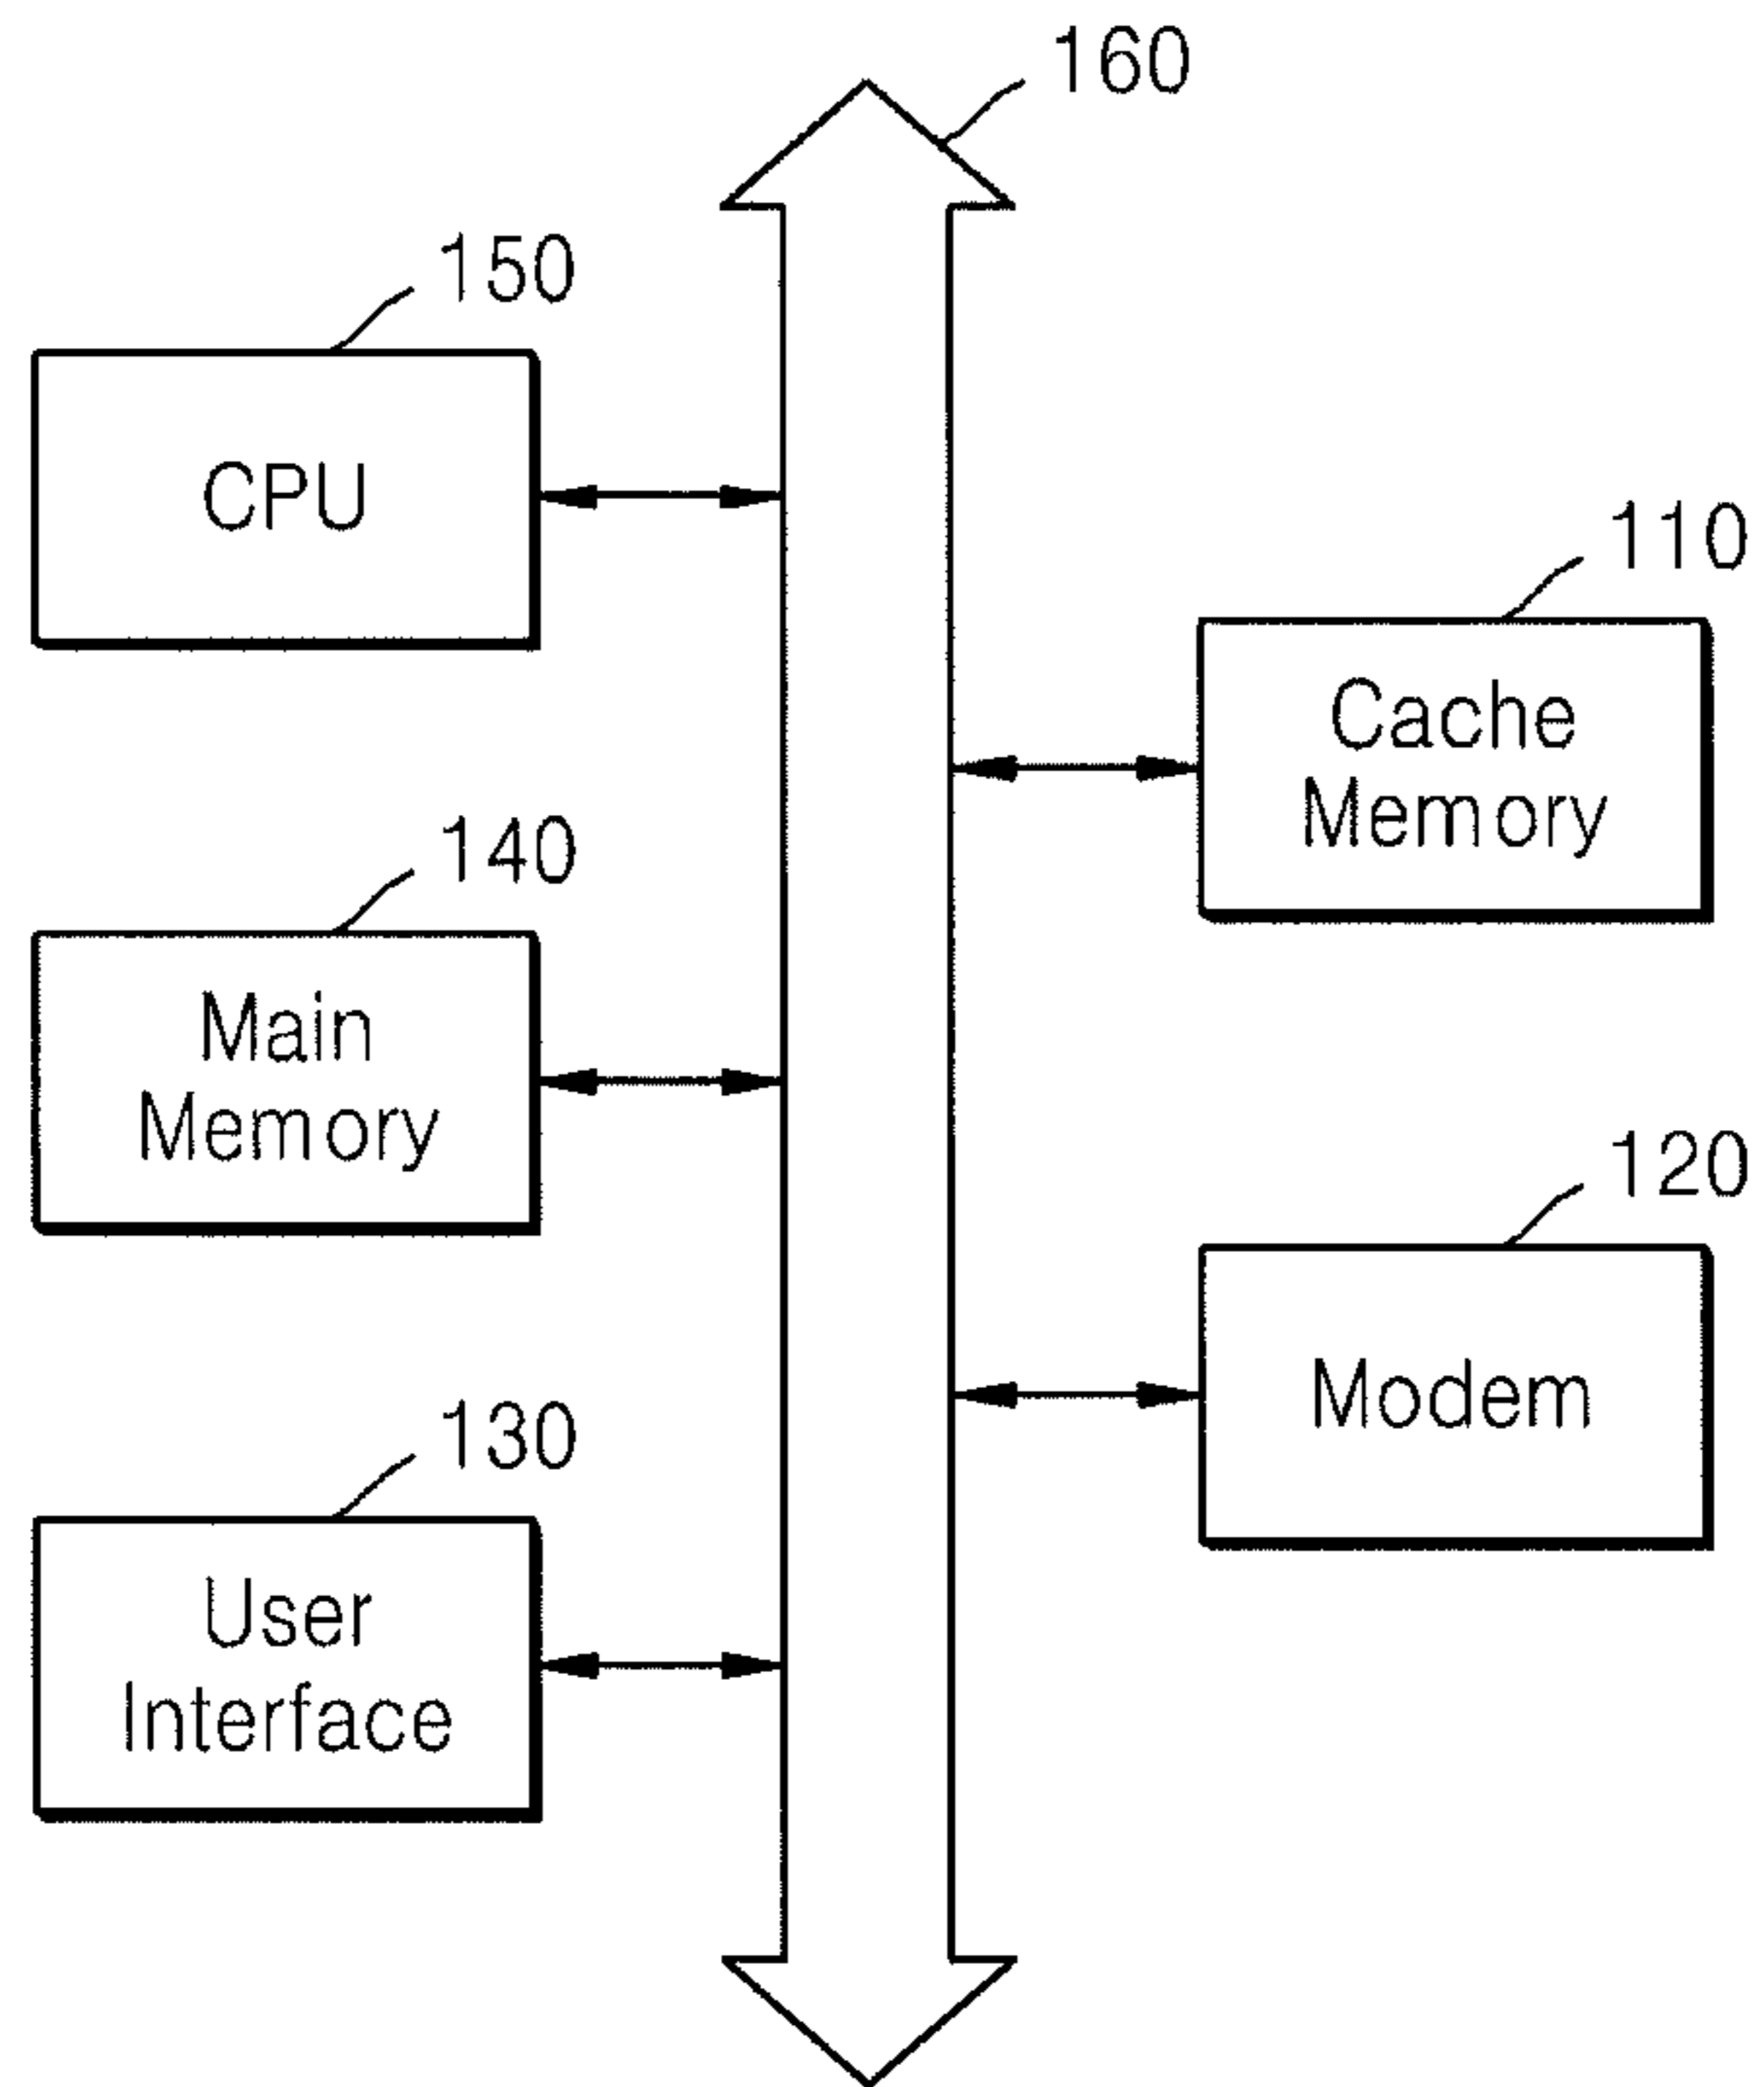 160
150
CPU
110
Cache
Memory
140
Main
Memory
120
Modem
130
User
Interface